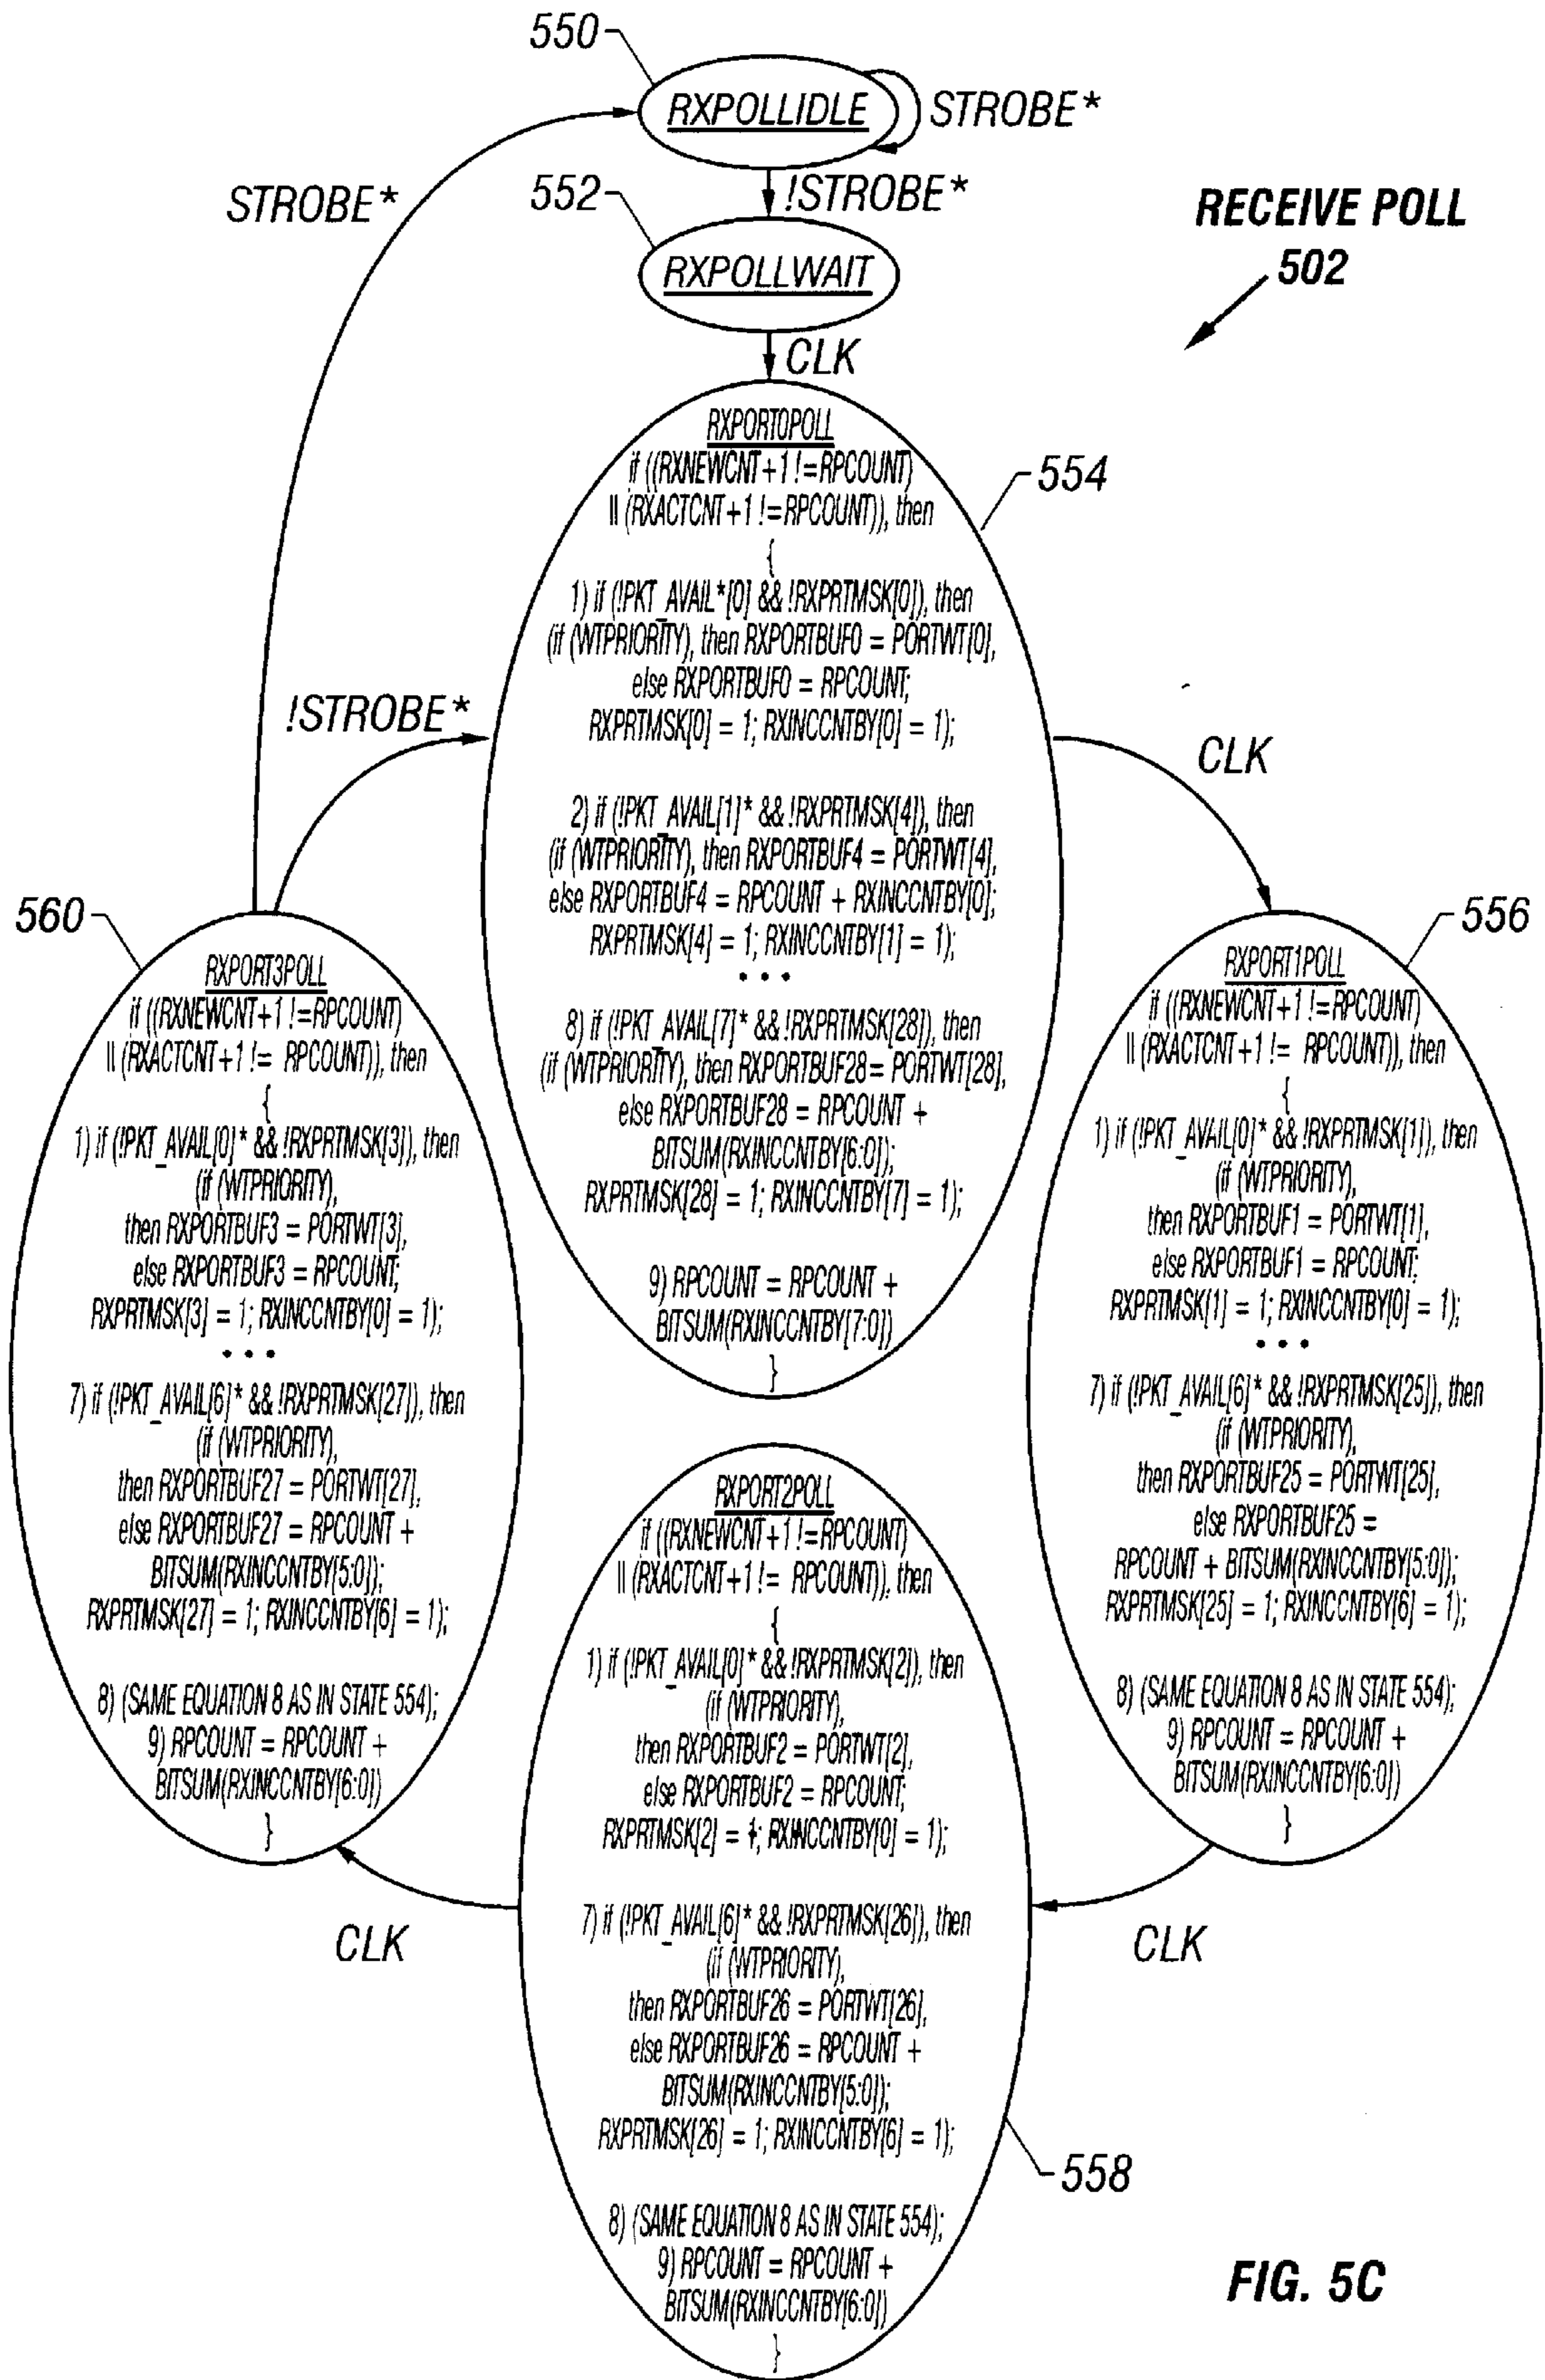 550
RXPOLLIDLE
STROBE*
STROBE*
552
!STROBE*
RXPOLLWAIT
RECEIVE POLL
502
CLK
RXPORT0POLL
if ((RXNEWCNT+1 !=RPCOUNT)
|| (RXACTCNT+1 !=RPCOUNT)), then
{
1) if (!PKT_AVAIL*[0] && !RXPRTMSK[0]), then
(if (WTPRIORITY), then RXPORTBUF0 = PORTWT[0],
else RXPORTBUF0 = RPCOUNT;
RXPRTMSK[0] = 1; RXINCCNTBY[0] = 1);
2) if (!PKT_AVAIL[1]* && !RXPRTMSK[4]), then
(if (WTPRIORITY), then RXPORTBUF4 = PORTWT[4],
else RXPORTBUF4 = RPCOUNT + RXINCCNTBY[0];
RXPRTMSK[4] = 1; RXINCCNTBY[1] = 1);
• • •
8) if (!PKT_AVAIL[7]* && !RXPRTMSK[28]), then
(if (WTPRIORITY), then RXPORTBUF28 = PORTWT[28],
else RXPORTBUF28 = RPCOUNT +
BITSUM(RXINCCNTBY[6:0]);
RXPRTMSK[28] = 1; RXINCCNTBY[7] = 1);
9) RPCOUNT = RPCOUNT +
BITSUM(RXINCCNTBY[7:0])
}
554
!STROBE*
CLK
556
RXPORT1POLL
if ((RXNEWCNT+1 !=RPCOUNT)
|| (RXACTCNT+1 != RPCOUNT)), then
{
1) if (!PKT_AVAIL[0]* && !RXPRTMSK[1]), then
(if (WTPRIORITY),
then RXPORTBUF1 = PORTWT[1],
else RXPORTBUF1 = RPCOUNT;
RXPRTMSK[1] = 1; RXINCCNTBY[0] = 1);
• • •
7) if (!PKT_AVAIL[6]* && !RXPRTMSK[25]), then
(if (WTPRIORITY),
then RXPORTBUF25 = PORTWT[25],
else RXPORTBUF25 =
RPCOUNT + BITSUM(RXINCCNTBY[5:0]);
RXPRTMSK[25] = 1; RXINCCNTBY[6] = 1);
8) (SAME EQUATION 8 AS IN STATE 554);
9) RPCOUNT = RPCOUNT +
BITSUM(RXINCCNTBY[6:0])
}
CLK
RXPORT2POLL
if ((RXNEWCNT+1 !=RPCOUNT)
|| (RXACTCNT+1 != RPCOUNT)), then
{
1) if (!PKT_AVAIL[0]* && !RXPRTMSK[2]), then
(if (WTPRIORITY),
then RXPORTBUF2 = PORTWT[2],
else RXPORTBUF2 = RPCOUNT;
RXPRTMSK[2] = 1; RXINCCNTBY[0] = 1);
7) if (!PKT_AVAIL[6]* && !RXPRTMSK[26]), then
(if (WTPRIORITY),
then RXPORTBUF26 = PORTWT[26],
else RXPORTBUF26 = RPCOUNT +
BITSUM(RXINCCNTBY[5:0]);
RXPRTMSK[26] = 1; RXINCCNTBY[6] = 1);
8) (SAME EQUATION 8 AS IN STATE 554);
9) RPCOUNT = RPCOUNT +
BITSUM(RXINCCNTBY[6:0])
}
558
CLK
560
RXPORT3POLL
if ((RXNEWCNT+1 !=RPCOUNT)
|| (RXACTCNT+1 != RPCOUNT)), then
{
1) if (!PKT_AVAIL[0]* && !RXPRTMSK[3]), then
(if (WTPRIORITY),
then RXPORTBUF3 = PORTWT[3],
else RXPORTBUF3 = RPCOUNT;
RXPRTMSK[3] = 1; RXINCCNTBY[0] = 1);
• • •
7) if (!PKT_AVAIL[6]* && !RXPRTMSK[27]), then
(if (WTPRIORITY),
then RXPORTBUF27 = PORTWT[27],
else RXPORTBUF27 = RPCOUNT +
BITSUM(RXINCCNTBY[5:0]);
RXPRTMSK[27] = 1; RXINCCNTBY[6] = 1);
8) (SAME EQUATION 8 AS IN STATE 554);
9) RPCOUNT = RPCOUNT +
BITSUM(RXINCCNTBY[6:0])
}
FIG. 5C